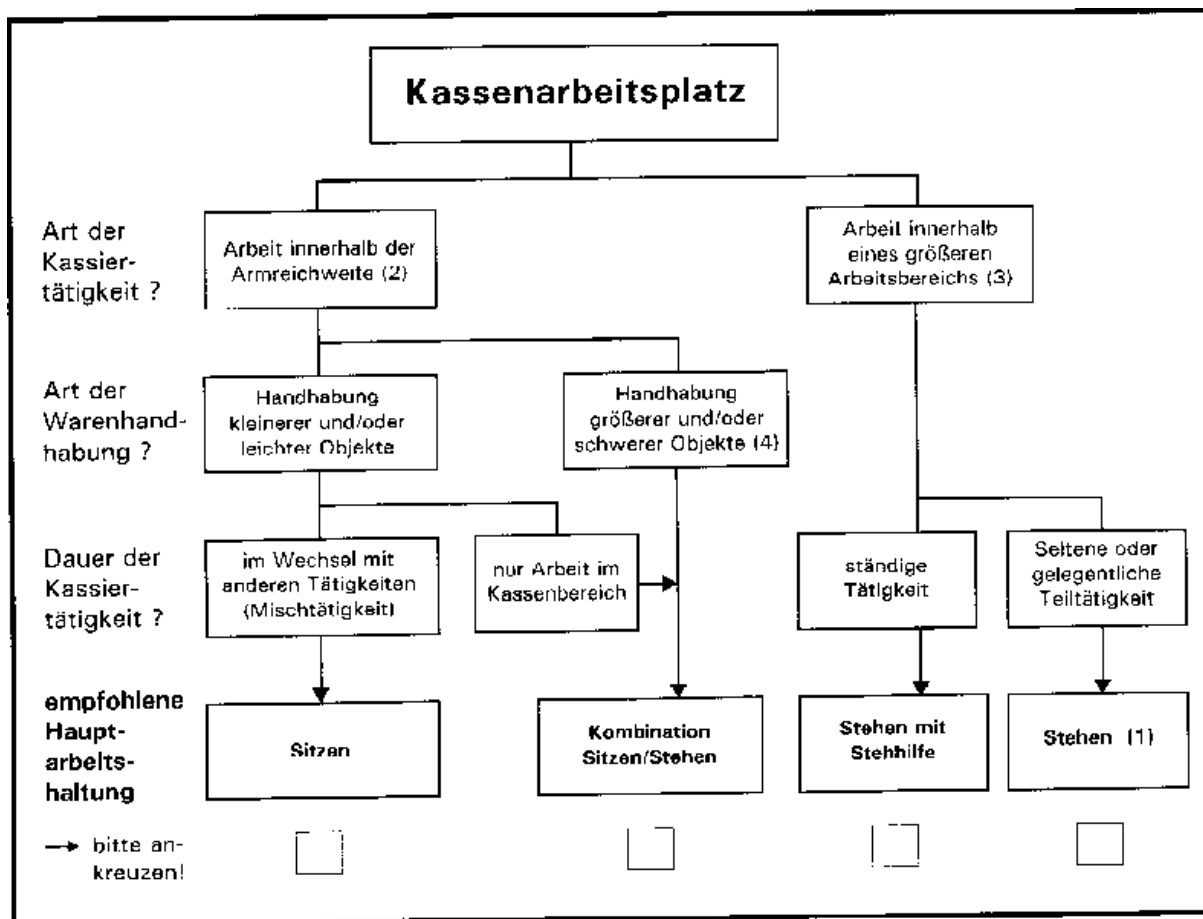 Kassenarbeitsplatz
Art der
Kassier-
tätigkeit ?
Arbeit innerhalb der
Armreichweite (2)
Arbeit innerhalb
eines größeren
Arbeitsbereichs (3)
Art der
Warenhand-
habung ?
Handhabung
kleinerer und/oder
leichter Objekte
Handhabung
größerer und/oder
schwerer Objekte (4)
Dauer der
Kassier-
tätigkeit ?
im Wechsel mit
anderen Tätigkeiten
(Mischtätigkeit)
nur Arbeit im
Kassenbereich
ständige
Tätigkeit
Seltene oder
gelegentliche
Teiltätigkeit
empfohlene
Haupt-
arbeits-
haltung
Sitzen
Kombination
Sitzen/Stehen
Stehen mit
Stehhilfe
Stehen (1)
→ bitte an-
kreuzen!